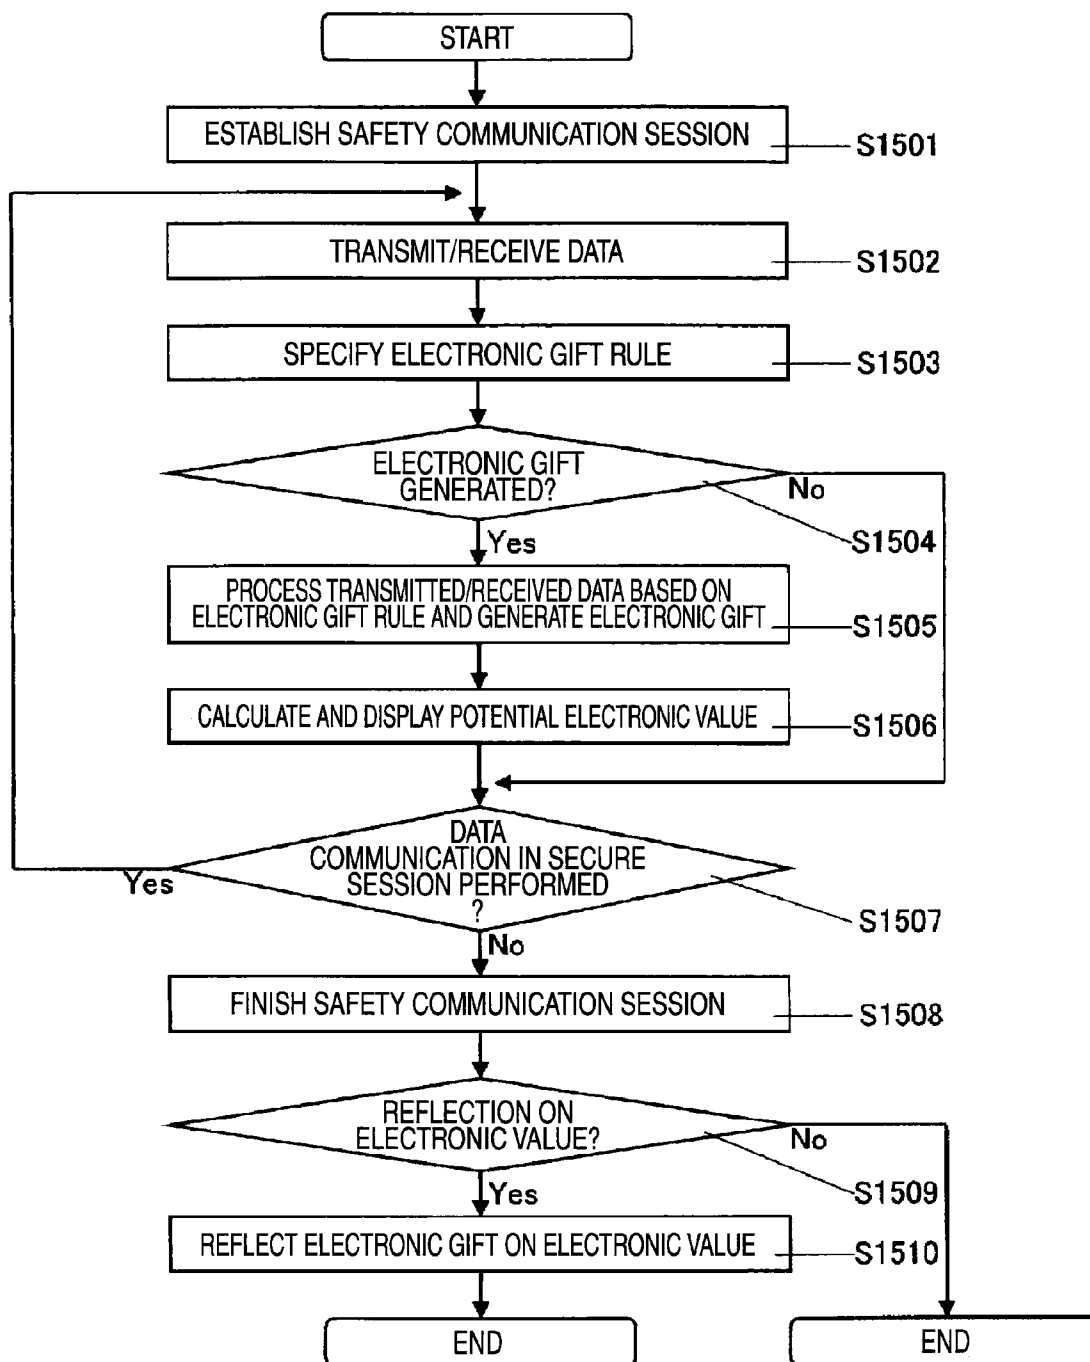 START
ESTABLISH SAFETY COMMUNICATION SESSION
S1501
TRANSMIT/RECEIVE DATA
S1502
SPECIFY ELECTRONIC GIFT RULE
S1503
ELECTRONIC GIFT
GENERATED?
No
S1504
Yes
PROCESS TRANSMITTED/RECEIVED DATA BASED ON
ELECTRONIC GIFT RULE AND GENERATE ELECTRONIC GIFT
S1505
CALCULATE AND DISPLAY POTENTIAL ELECTRONIC VALUE
S1506
DATA
COMMUNICATION IN SECURE
SESSION PERFORMED
?
Yes
S1507
No
FINISH SAFETY COMMUNICATION SESSION
S1508
REFLECTION ON
ELECTRONIC VALUE?
No
S1509
Yes
REFLECT ELECTRONIC GIFT ON ELECTRONIC VALUE
S1510
END
END